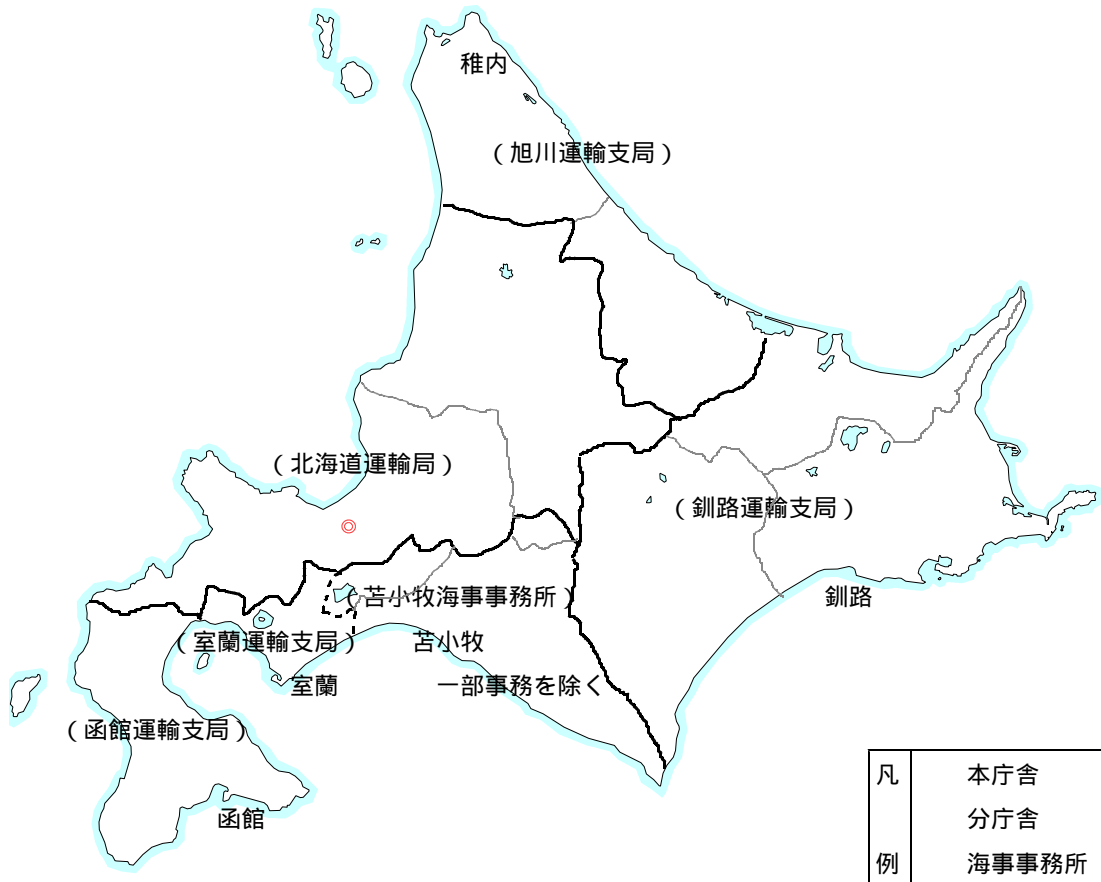 稚内
(旭川運輸支局)
(北海道運輸局)
(釧路運輸支局)
(苫小牧海事事務所)
釧路
(室蘭運輸支局)
苫小牧
室蘭
一部事務を除く
(函館運輸支局)
函館
凡例
本庁舎
分庁舎
海事事務所